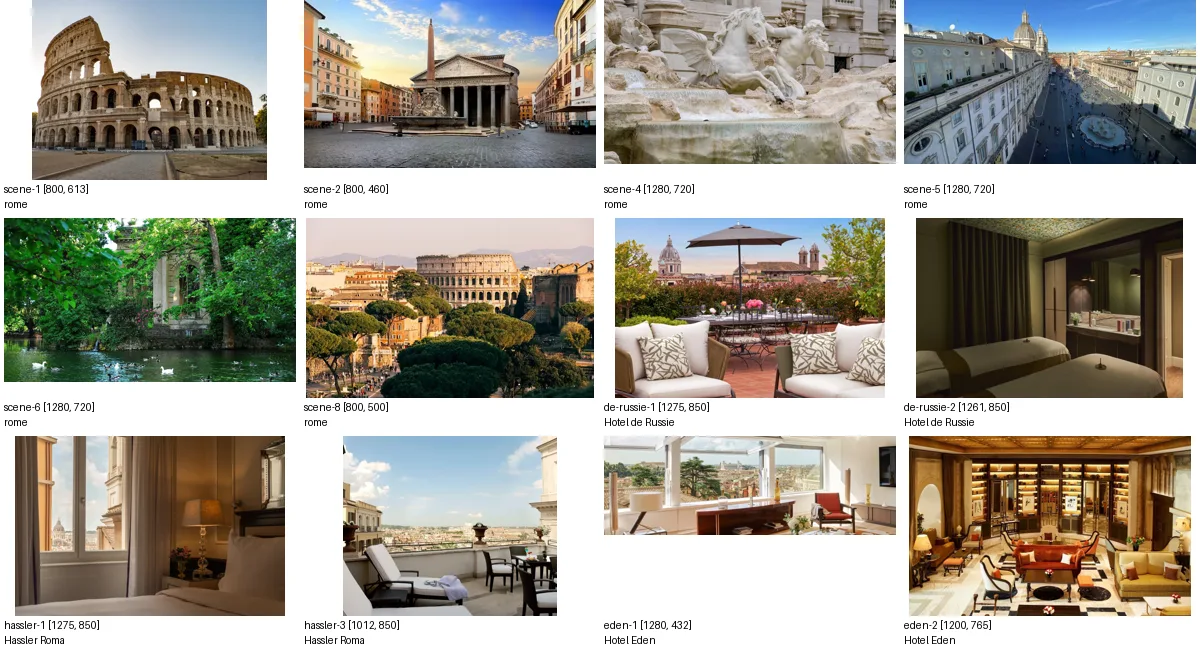 scene-1 [800, 613]
rome
scene-2 [800, 460]
rome
scene-4 [1280, 720]
rome
scene-5 [1280, 720]
rome
scene-6 [1280, 720]
rome
scene-8 [800, 500]
rome
de-russie-1 [1275, 850]
Hotel de Russie
de-russie-2 [1261, 850]
Hotel de Russie
hassler-1 [1275, 850]
Hassler Roma
hassler-3 [1012, 850]
Hassler Roma
eden-1 [1280, 432]
Hotel Eden
eden-2 [1200, 765]
Hotel Eden